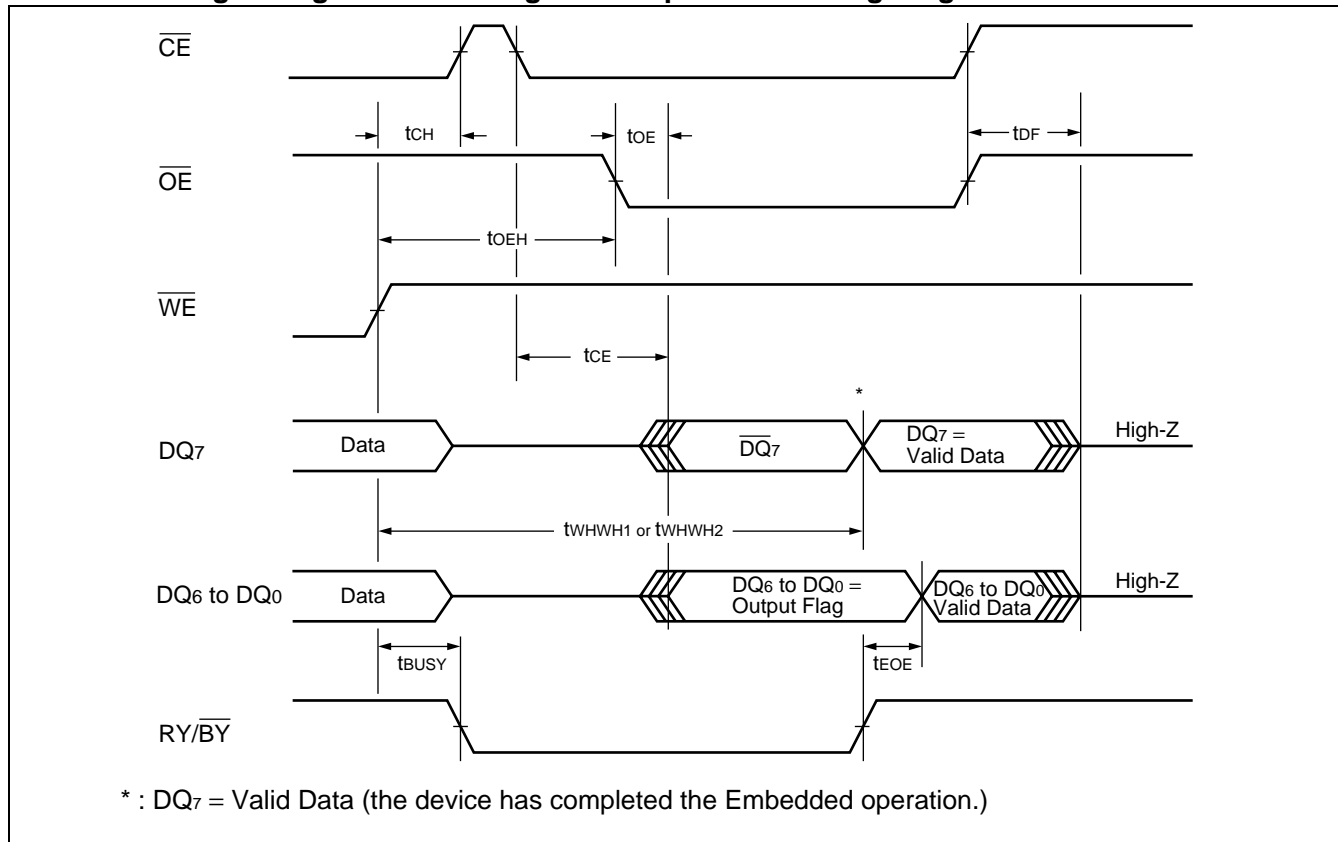 CE
tCH
tOE
tDF
OE
tOEH
WE
tCE
*
DQ7
Data
DQ7
DQ7 =
Valid Data
High-Z
tWHWH1 or tWHWH2
DQ6 to DQ0
Data
DQ6 to DQ0 =
Output Flag
DQ6 to DQ0
Valid Data
High-Z
tBUSY
tEOE
RY/BY
* : DQ7 = Valid Data (the device has completed the Embedded operation.)